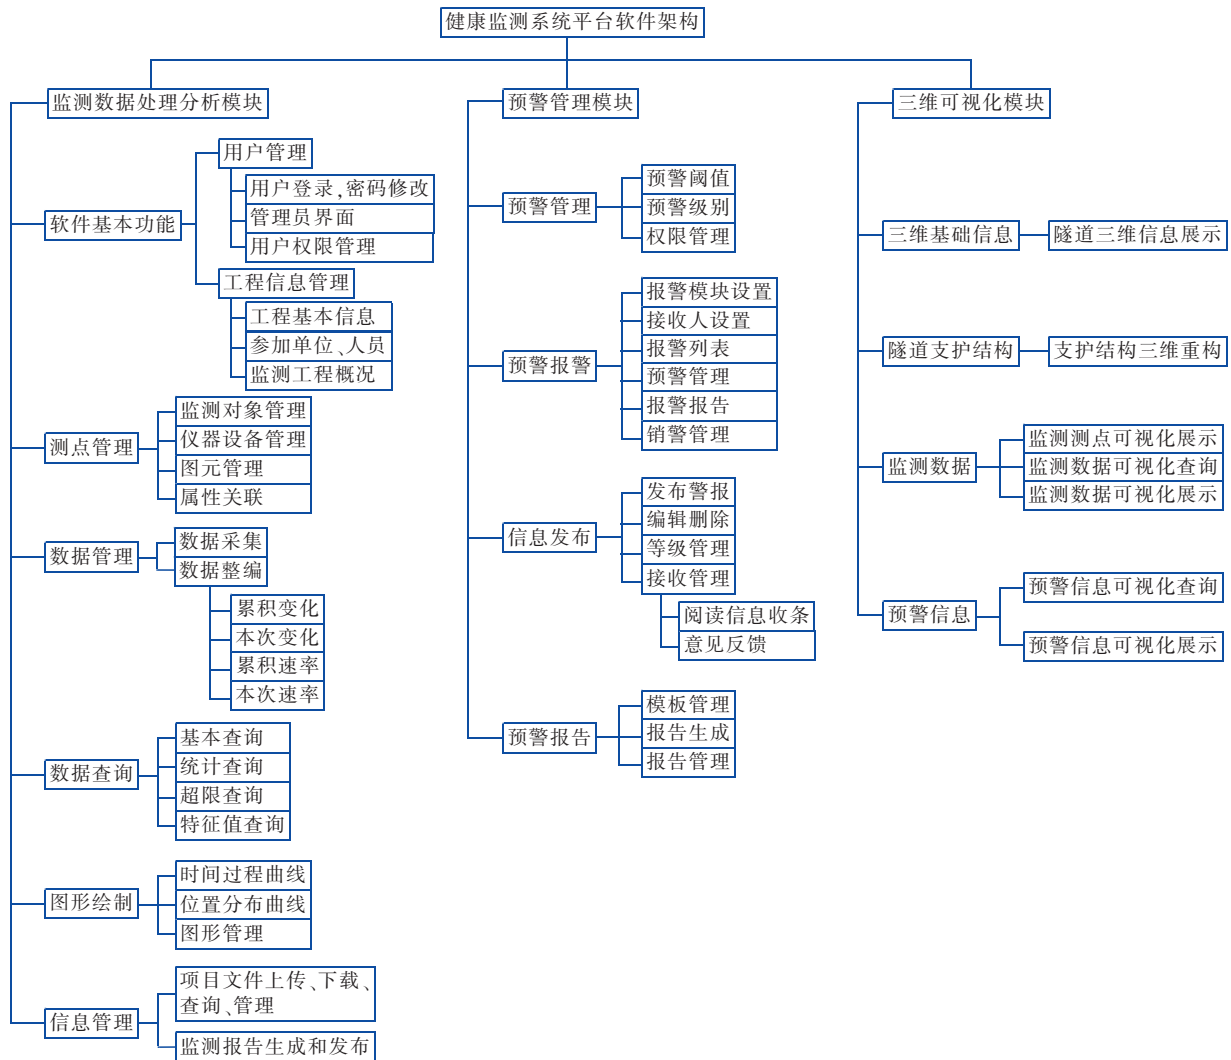 健康监测系统平台软件架构
监测数据处理分析模块
软件基本功能
用户管理
用户登录,密码修改
管理员界面
用户权限管理
工程信息管理
工程基本信息
参加单位、人员
监测工程概况
测点管理
监测对象管理
仪器设备管理
图元管理
属性关联
数据管理
数据采集
数据整编
累积变化
本次变化
累积速率
本次速率
数据查询
基本查询
统计查询
超限查询
特征值查询
图形绘制
时间过程曲线
位置分布曲线
图形管理
信息管理
项目文件上传、下载、
查询、管理
监测报告生成和发布
预警管理模块
预警管理
预警阈值
预警级别
权限管理
预警报警
报警模块设置
接收人设置
报警列表
预警管理
报警报告
销警管理
信息发布
发布警报
编辑删除
等级管理
接收管理
阅读信息收条
意见反馈
预警报告
模板管理
报告生成
报告管理
三维可视化模块
三维基础信息
隧道三维信息展示
隧道支护结构
支护结构三维重构
监测数据
监测测点可视化展示
监测数据可视化查询
监测数据可视化展示
预警信息
预警信息可视化查询
预警信息可视化展示